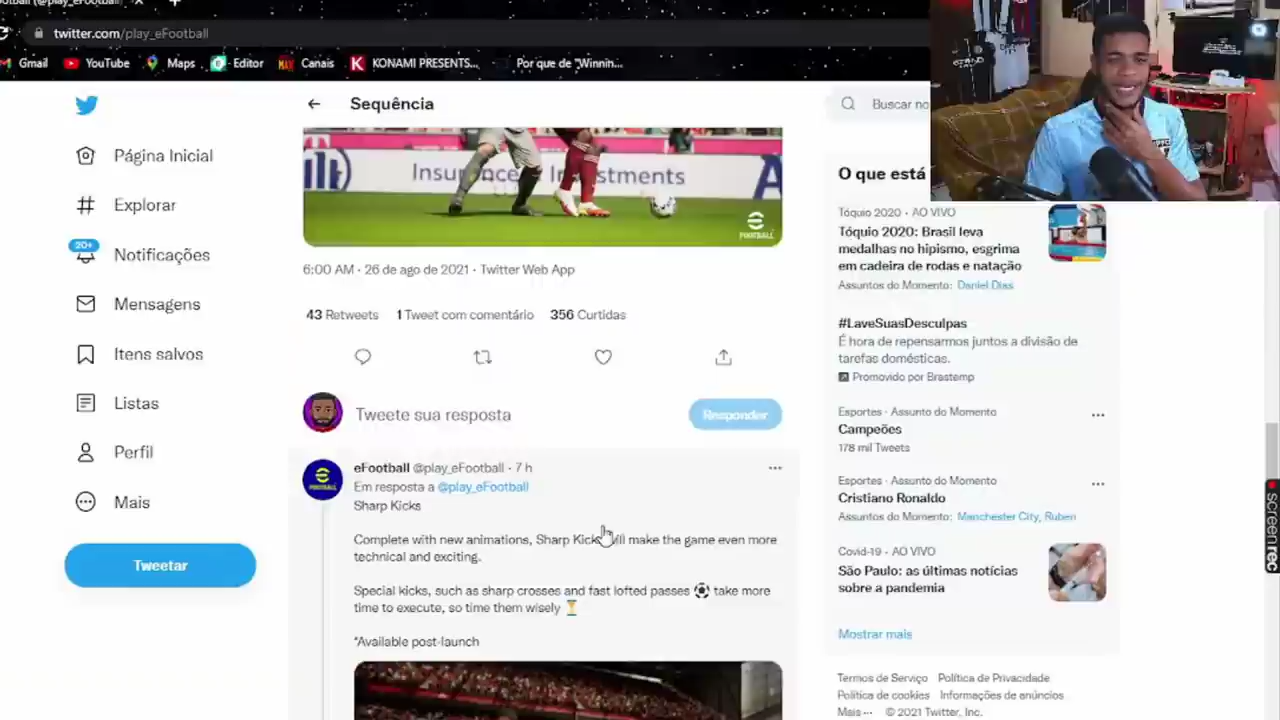 twitter.com/play_eFootball
Gmail
YouTube
Maps
Editor
Canais
KONAMI PRESENTS...
Por que de "Winnin...
Sequência
Buscar no
Página Inicial
Explorar
20+
Notificações
Mensagens
Itens salvos
Listas
Perfil
Mais
Tweetar
Insurance Investments
FOOTBALL
6:00 AM · 26 de ago de 2021 · Twitter Web App
43 Retweets 1 Tweet com comentário 356 Curtidas
Tweete sua resposta
Responder
eFootball @play_eFootball · 7 h
Em resposta a @play_eFootball
Sharp Kicks
Complete with new animations, Sharp Kick will make the game even more
technical and exciting.
Special kicks, such as sharp crosses and fast lofted passes ⚽ take more
time to execute, so time them wisely ⏳
*Available post-launch
O que está
Tóquio 2020 · AO VIVO
Tóquio 2020: Brasil leva
medalhas no hipismo, esgrima
em cadeira de rodas e natação
Assuntos do Momento: Daniel Dias
#LaveSuasDesculpas
É hora de repensarmos juntos a divisão de
tarefas domésticas.
Promovido por Brastemp
Esportes · Assunto do Momento
Campeões
178 mil Tweets
Esportes · Assunto do Momento
Cristiano Ronaldo
Assuntos do Momento: Manchester City, Ruben
Covid-19 · AO VIVO
São Paulo: as últimas notícias
sobre a pandemia
Mostrar mais
Termos de Serviço Política de Privacidade
Política de cookies Informações de anúncios
Mais ··· © 2021 Twitter, Inc.
screenrec